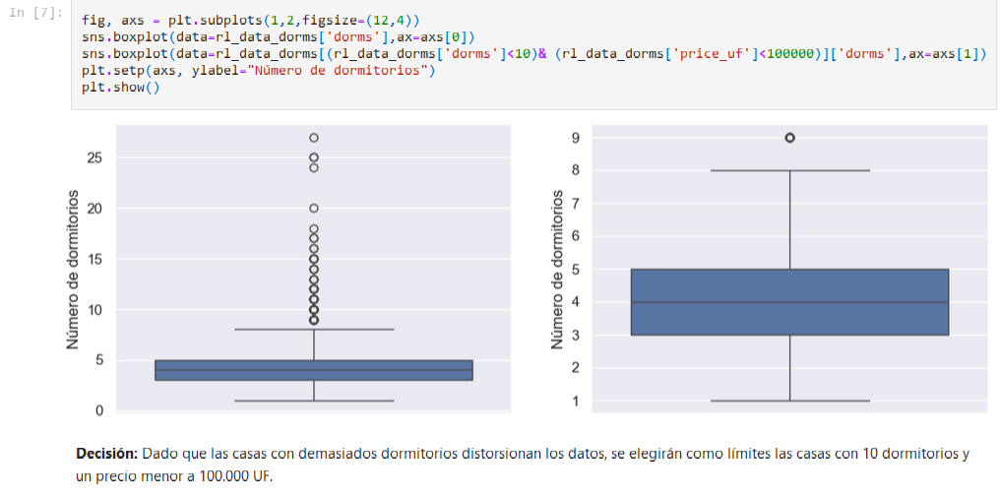 In [7]:
fig, axs = plt.subplots(1,2,figsize=(12,4))
sns.boxplot(data=rl_data_dorms['dorms'],ax=axs[0])
sns.boxplot(data=rl_data_dorms[(rl_data_dorms['dorms']<10)& (rl_data_dorms['price_uf']<100000)]['dorms'],ax=axs[1])
plt.setp(axs, ylabel="Número de dormitorios")
plt.show()
Número de dormitorios
25
20
15
10
5
0
Número de dormitorios
9
8
7
6
5
4
3
2
1
Decisión: Dado que las casas con demasiados dormitorios distorsionan los datos, se elegirán como límites las casas con 10 dormitorios y
un precio menor a 100.000 UF.